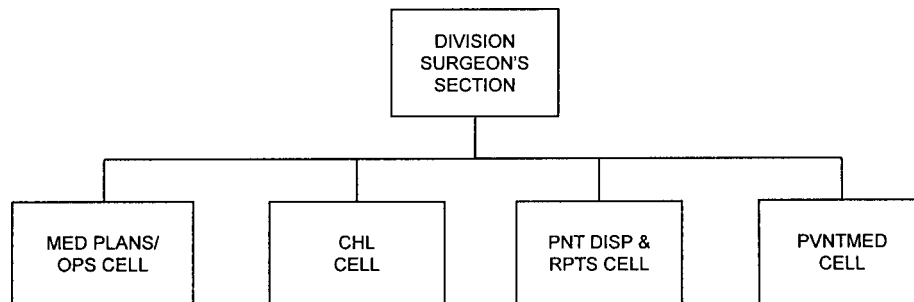 DIVISION
SURGEON'S
SECTION
MED PLANS/
OPS CELL
CHL
CELL
PNT DISP &
RPTS CELL
PVNTMED
CELL